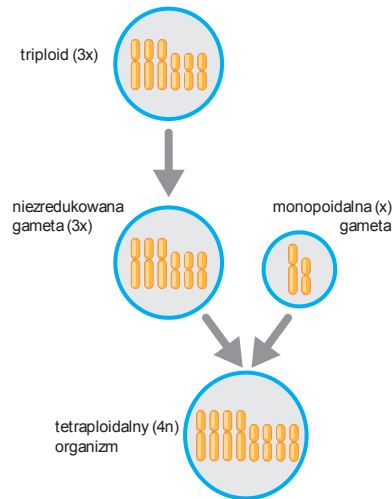 triploid (3x)
niezredukowana
gameta (3x)
monopoidalna (x)
gameta
tetraploidalny (4n)
organizm